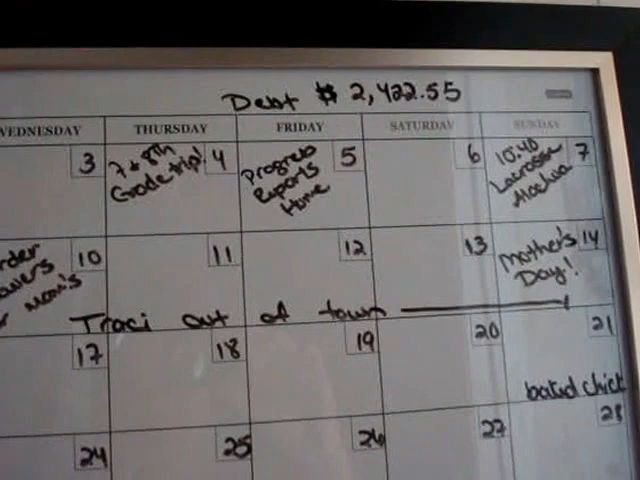 Debt $ 2,422.55
WEDNESDAY THURSDAY FRIDAY SATURDAY SUNDAY
3 4 5 6 7
7 + 8th
Grade trip!
Progress
Reports
Home
10:40
Lacrosse
Alachua
10 11 12 13 14
Mom's
Mother's
Day!
Traci out of town
17 18 19 20 21
baked chick
24 25 26 27 28